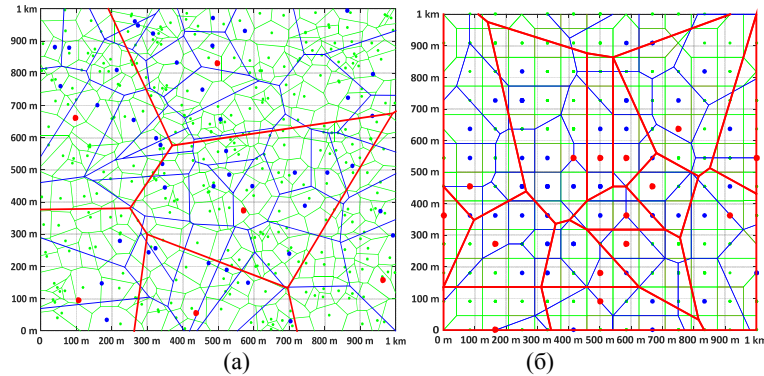 1 km 1 km
900 m 900 m
800 m 800 m
700 m 700 m
600 m 600 m
500 m 500 m
400 m 400 m
300 m 300 m
200 m 200 m
100 m 100 m
0 m 0 m
0 100 m 200 m 300 m 400 m 500 m 600 m 700 m 800 m 900 m 1 km 0 m 100 m 200 m 300 m 400 m 500 m 600 m 700 m 800 m 900 m 1 km
(а) (б)